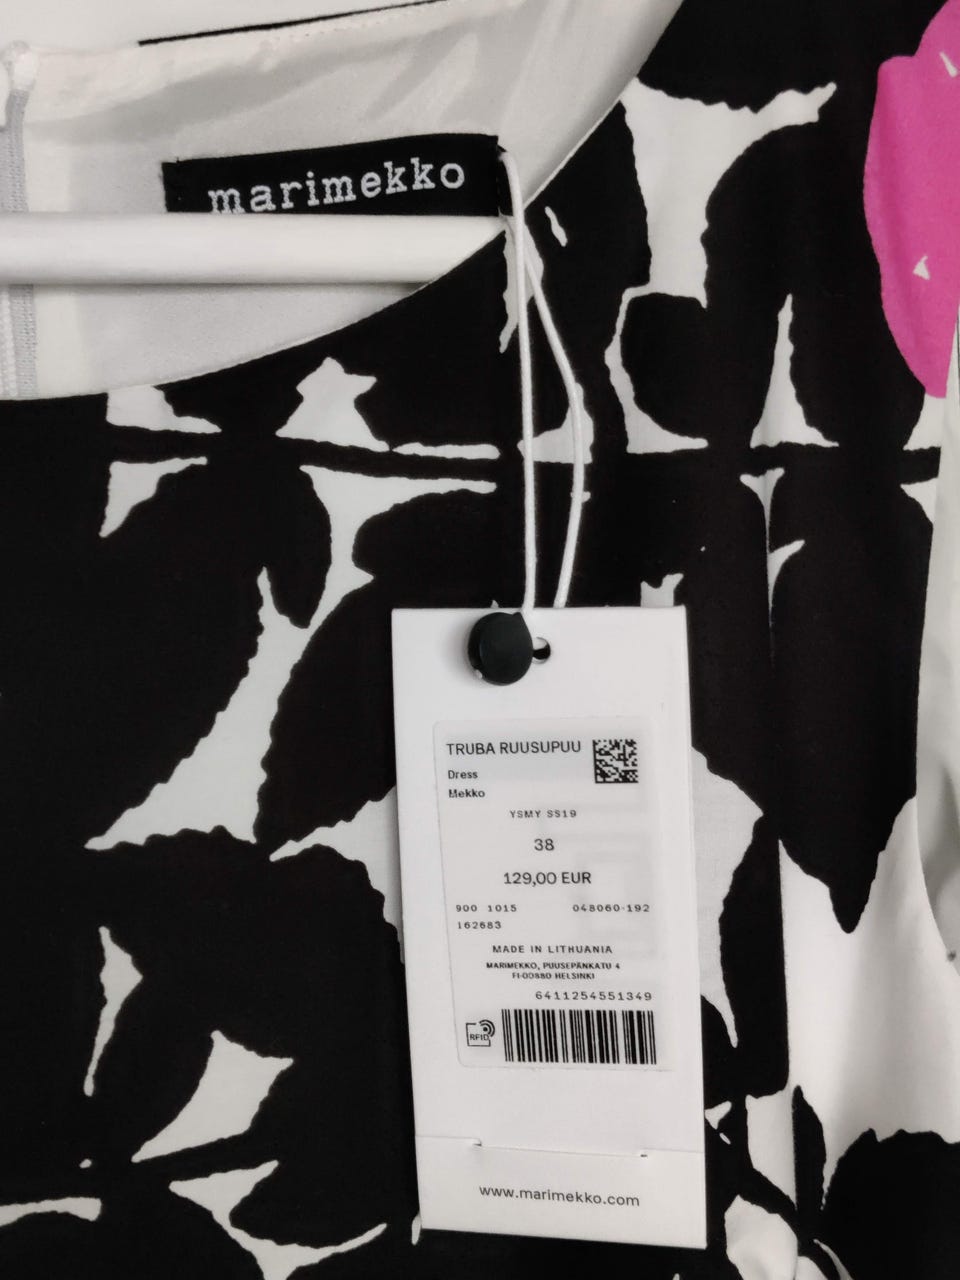 marimekko
TRUBA RUUSUPUU
Dress
Mekko
YSMY SS19
38
129,00 EUR
900 1015 048060-192
162683
MADE IN LITHUANIA
MARIMEKKO, PUUSEPÄNKATU 4
FI-00880 HELSINKI
6411254551349
RFID
www.marimekko.com